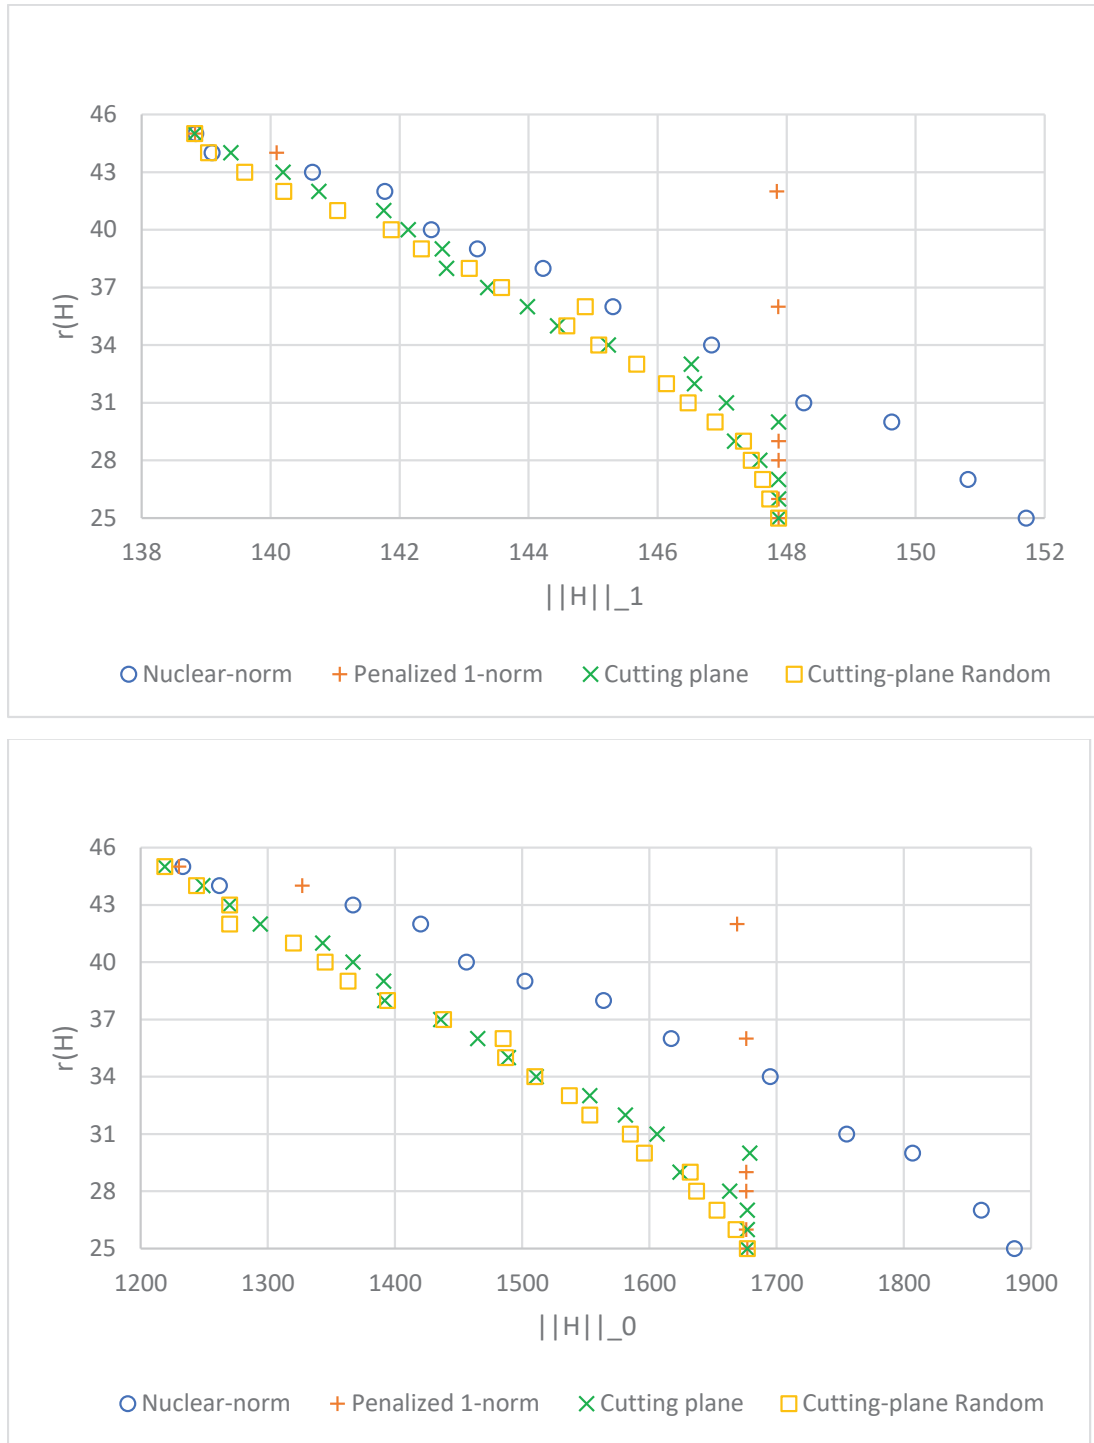 46
43
40
37
34
31
28
25
r(H)
138 140 142 144 146 148 150 152
||H||_1
Nuclear-norm Penalized 1-norm Cutting plane Cutting-plane Random
46
43
40
37
34
31
28
25
r(H)
1200 1300 1400 1500 1600 1700 1800 1900
||H||_0
Nuclear-norm Penalized 1-norm Cutting plane Cutting-plane Random